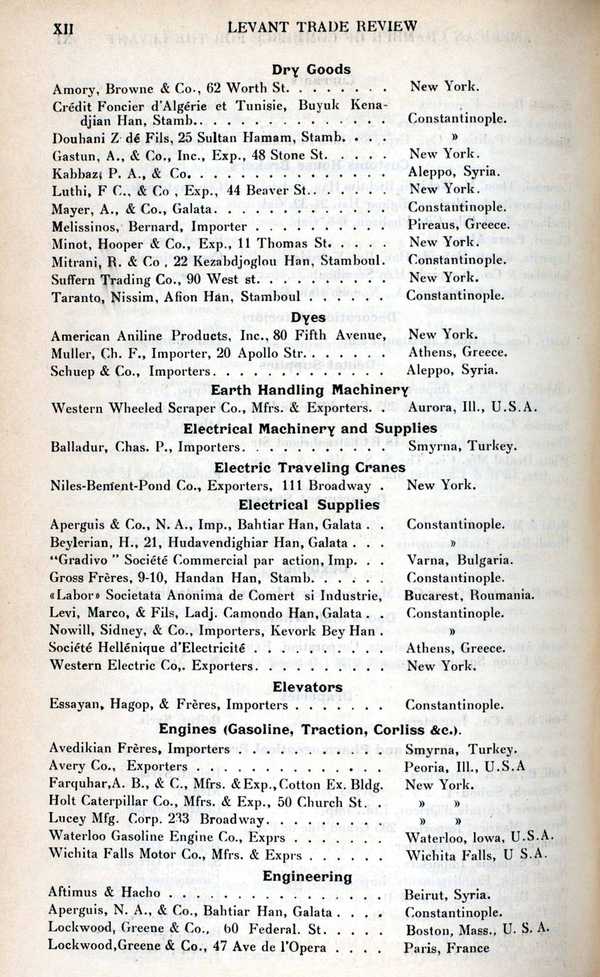 XII LEVANT TRADE REVIEW
Dry Goods
Amory, Browne & Co., 62 Worth St. . . . . . . . New York.
Crédit Foncier d'Algérie et Tunisie, Buyuk Kena-
djian Han, Stamb.. . . . . . . . . . . . . . Constantinople.
Douhani Z dé Fils, 25 Sultan Hamam, Stamb. . . . »
Gastun, A., & Co., Inc., Exp., 48 Stone St. . . . . New York.
Kabbaz, P. A., & Co. . . . . . . . . . . . . . Aleppo, Syria.
Luthi, F C., & Co , Exp., 44 Beaver St.. . . . . . New York.
Mayer, A., & Co., Galata. . . . . . . . . . . . . Constantinople.
Melissinos, Bernard, Importer . . . . . . . . . . Pireaus, Greece.
Minot, Hooper & Co., Exp., 11 Thomas St. . . . . New York.
Mitrani, R. & Co , 22 Kezabdjoglou Han, Stamboul. Constantinople.
Suffern Trading Co., 90 West st. . . . . . . . . . New York.
Taranto, Nissim, Afion Han, Stamboul . . . . . . Constantinople.
Dyes
American Aniline Products, Inc., 80 Fifth Avenue, New York.
Muller, Ch. F., Importer, 20 Apollo Str.. . . . . . Athens, Greece.
Schuep & Co., Importers. . . . . . . . . . . . . Aleppo, Syria.
Earth Handling Machinery
Western Wheeled Scraper Co., Mfrs. & Exporters. . Aurora, Ill., U.S.A.
Electrical Machinery and Supplies
Balladur, Chas. P., Importers. . . . . . . . . . . Smyrna, Turkey.
Electric Traveling Cranes
Niles-Bement-Pond Co., Exporters, 111 Broadway . New York.
Electrical Supplies
Aperguis & Co., N. A., Imp., Bahtiar Han, Galata . . Constantinople.
Beylerian, H., 21, Hudavendighiar Han, Galata . . . »
"Gradivo " Société Commercial par action, Imp. . . Varna, Bulgaria.
Gross Frères, 9-10, Handan Han, Stamb. . . . . . Constantinople.
«Labor» Societata Anonima de Comert si Industrie, Bucarest, Roumania.
Levi, Marco, & Fils, Ladj. Camondo Han, Galata . . Constantinople.
Nowill, Sidney, & Co., Importers, Kevork Bey Han . »
Société Hellénique d'Electricité . . . . . . . . . Athens, Greece.
Western Electric Co,. Exporters. . . . . . . . . . New York.
Elevators
Essayan, Hagop, & Frères, Importers . . . . . . . Constantinople.
Engines (Gasoline, Traction, Corliss &c.).
Avedikian Frères, Importers . . . . . . . . . . . Smyrna, Turkey.
Avery Co., Exporters . . . . . . . . . . . . . . Peoria, Ill., U.S.A
Farquhar,A. B., & C., Mfrs. &Exp.,Cotton Ex. Bldg. New York.
Holt Caterpillar Co., Mfrs. & Exp., 50 Church St. . » »
Lucey Mfg. Corp. 233 Broadway. . . . . . . . . » »
Waterloo Gasoline Engine Co., Exprs . . . . . . . Waterloo, Iowa, U.S.A.
Wichita Falls Motor Co., Mfrs. & Exprs . . . . . . Wichita Falls, U S.A.
Engineering
Aftimus & Hacho . . . . . . . . . . . . . . . . Beirut, Syria.
Aperguis, N. A., & Co., Bahtiar Han, Galata . . . . Constantinople.
Lockwood, Greene & Co., 60 Federal. St. . . . . . Boston, Mass., U. S. A.
Lockwood,Greene & Co., 47 Ave de l'Opera . . . . Paris, France